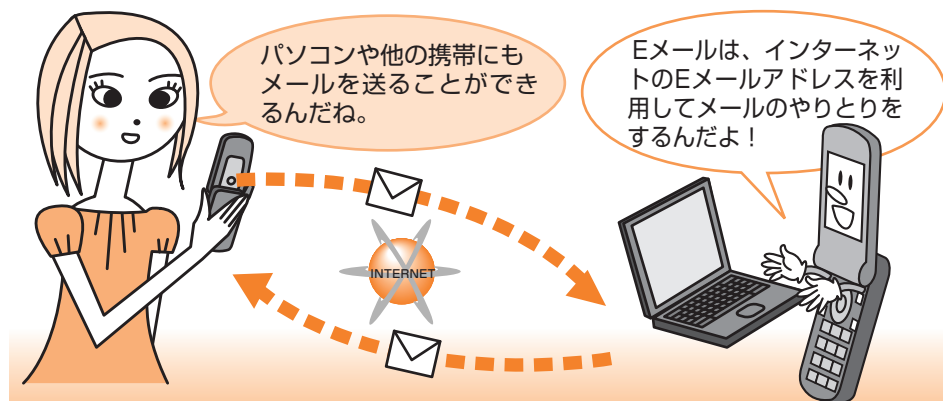 パソコンや他の携帯にも
メールを送ることができ
るんだね。
Eメールは、インターネッ
トのEメールアドレスを利
用してメールのやりとりを
するんだよ！
INTERNET